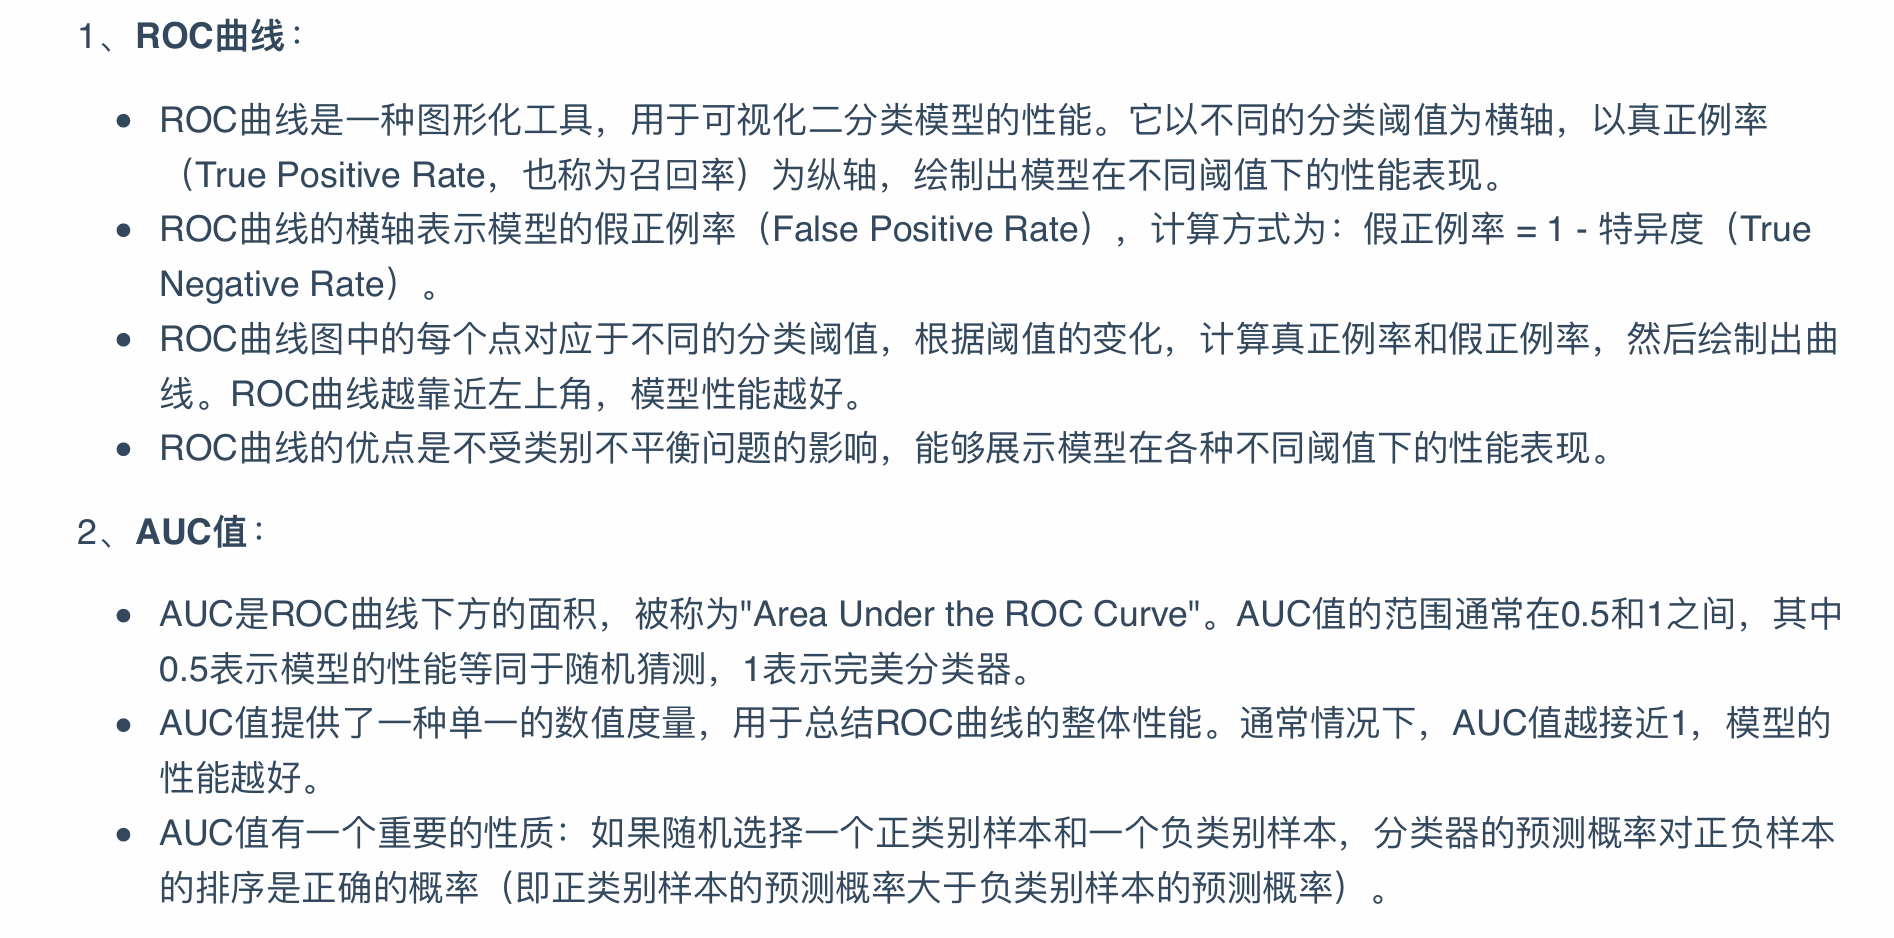 1、ROC曲线：
● ROC曲线是一种图形化工具，用于可视化二分类模型的性能。它以不同的分类阈值为横轴，以真正例率
（True Positive Rate，也称为召回率）为纵轴，绘制出模型在不同阈值下的性能表现。
● ROC曲线的横轴表示模型的假正例率（False Positive Rate），计算方式为：假正例率 = 1 - 特异度（True
Negative Rate）。
● ROC曲线图中的每个点对应于不同的分类阈值，根据阈值的变化，计算真正例率和假正例率，然后绘制出曲
线。ROC曲线越靠近左上角，模型性能越好。
● ROC曲线的优点是不受类别不平衡问题的影响，能够展示模型在各种不同阈值下的性能表现。
2、AUC值：
● AUC是ROC曲线下方的面积，被称为"Area Under the ROC Curve"。AUC值的范围通常在0.5和1之间，其中
0.5表示模型的性能等同于随机猜测，1表示完美分类器。
● AUC值提供了一种单一的数值度量，用于总结ROC曲线的整体性能。通常情况下，AUC值越接近1，模型的
性能越好。
● AUC值有一个重要的性质：如果随机选择一个正类别样本和一个负类别样本，分类器的预测概率对正负样本
的排序是正确的概率（即正类别样本的预测概率大于负类别样本的预测概率）。